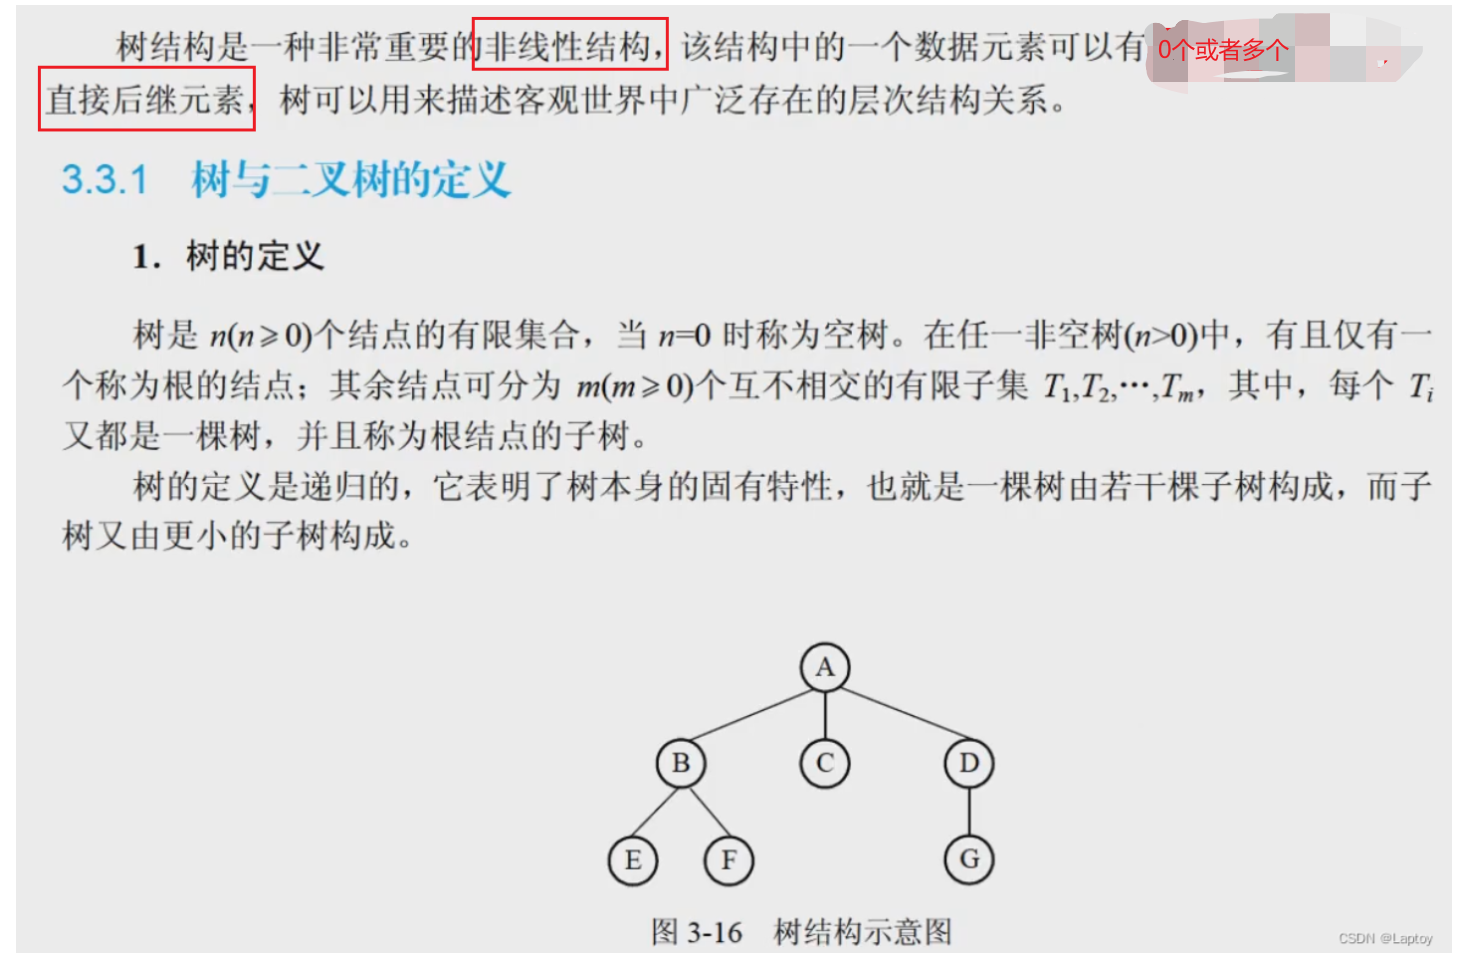 树结构是一种非常重要的非线性结构，该结构中的一个数据元素可以有0个或者多个
直接后继元素，树可以用来描述客观世界中广泛存在的层次结构关系。
3.3.1 树与二叉树的定义
1. 树的定义
树是 n(n⩾0)个结点的有限集合，当 n=0 时称为空树。在任一非空树(n>0)中，有且仅有一
个称为根的结点；其余结点可分为 m(m⩾0)个互不相交的有限子集 T₁,T₂,⋯,Tₘ，其中，每个 Tᵢ
又都是一棵树，并且称为根结点的子树。
树的定义是递归的，它表明了树本身的固有特性，也就是一棵树由若干棵子树构成，而子
树又由更小的子树构成。
A
B C D
E F G
图 3-16 树结构示意图
CSDN @Laptoy